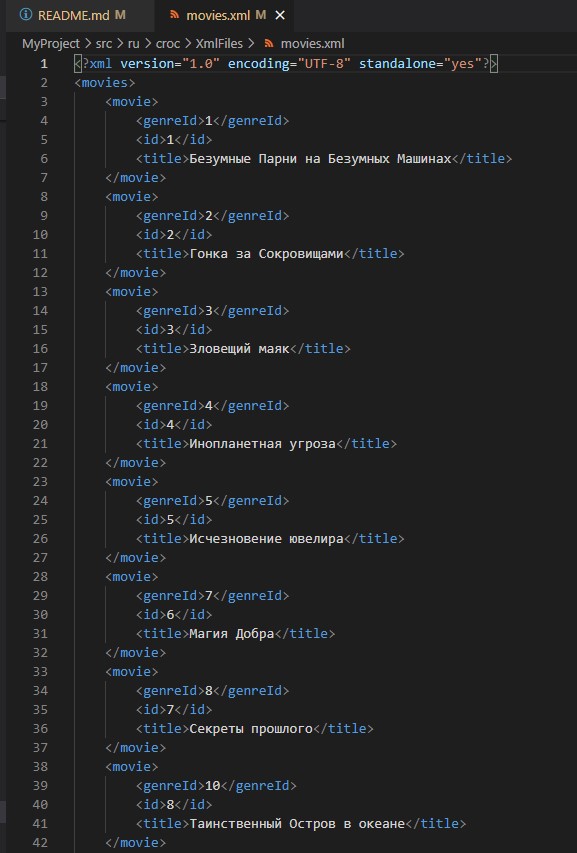 README.md M movies.xml M ×
MyProject > src > ru > croc > XmlFiles > movies.xml
1 <?xml version="1.0" encoding="UTF-8" standalone="yes"?>
2 <movies>
3 <movie>
4 <genreId>1</genreId>
5 <id>1</id>
6 <title>Безумные Парни на Безумных Машинах</title>
7 </movie>
8 <movie>
9 <genreId>2</genreId>
10 <id>2</id>
11 <title>Гонка за Сокровищами</title>
12 </movie>
13 <movie>
14 <genreId>3</genreId>
15 <id>3</id>
16 <title>Зловещий маяк</title>
17 </movie>
18 <movie>
19 <genreId>4</genreId>
20 <id>4</id>
21 <title>Инопланетная угроза</title>
22 </movie>
23 <movie>
24 <genreId>5</genreId>
25 <id>5</id>
26 <title>Исчезновение ювелира</title>
27 </movie>
28 <movie>
29 <genreId>7</genreId>
30 <id>6</id>
31 <title>Магия Добра</title>
32 </movie>
33 <movie>
34 <genreId>8</genreId>
35 <id>7</id>
36 <title>Секреты прошлого</title>
37 </movie>
38 <movie>
39 <genreId>10</genreId>
40 <id>8</id>
41 <title>Таинственный Остров в океане</title>
42 </movie>